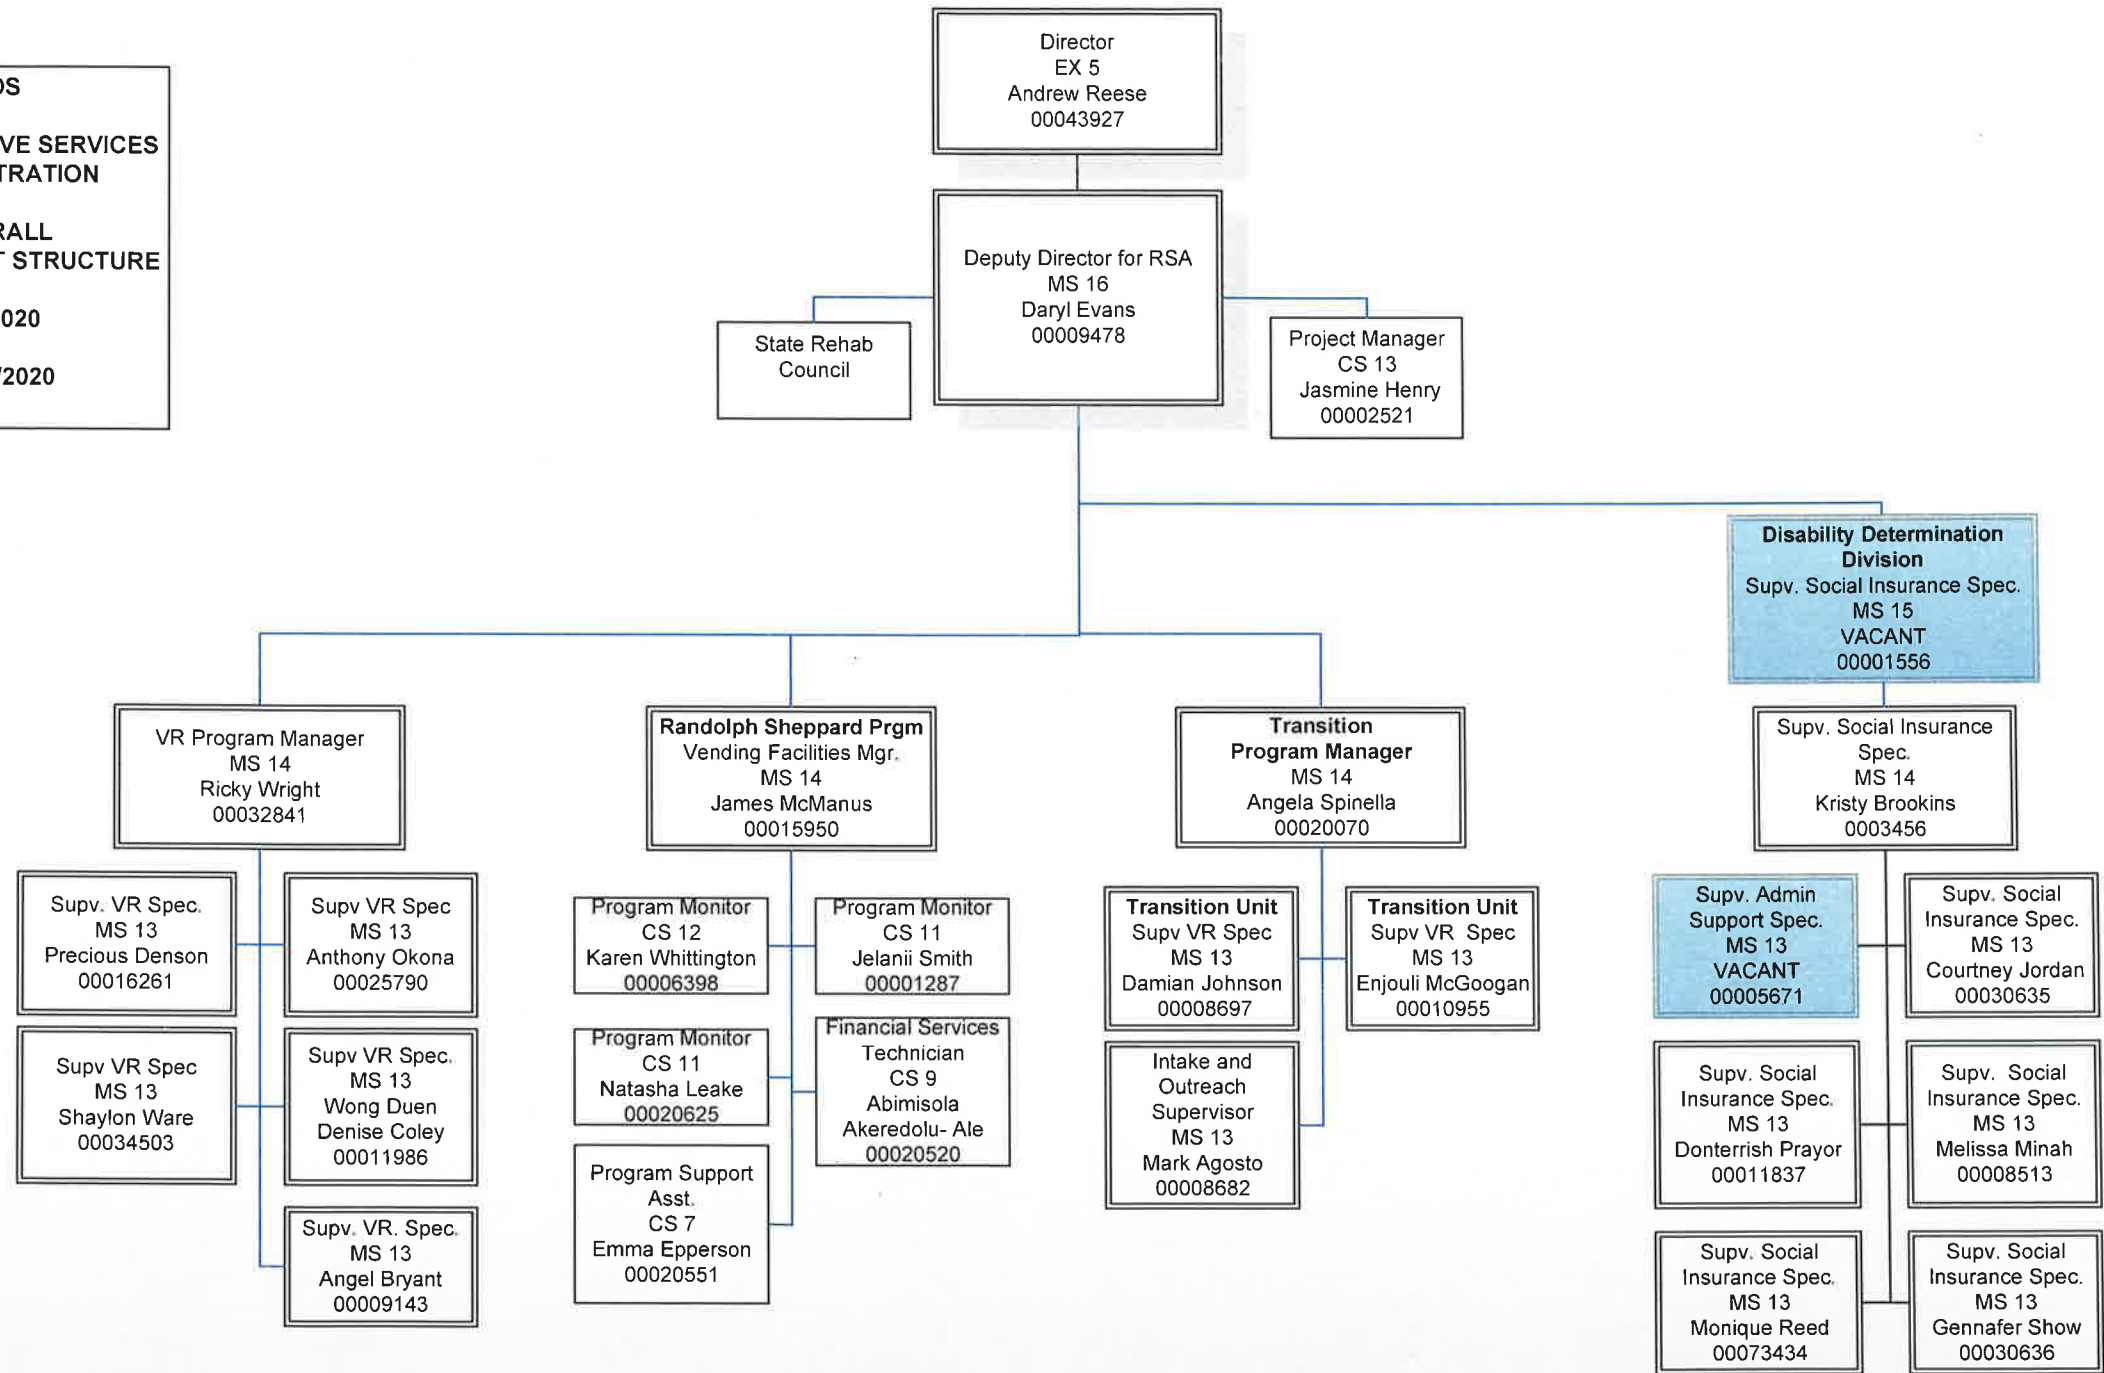 Director
EX 5
Andrew Reese
00043927
OS
VE SERVICES
TRATION
RALL
T STRUCTURE
020
/2020
Deputy Director for RSA
MS 16
Daryl Evans
00009478
State Rehab
Council
Project Manager
CS 13
Jasmine Henry
00002521
Disability Determination
Division
Supv. Social Insurance Spec.
MS 15
VACANT
00001556
VR Program Manager
MS 14
Ricky Wright
00032841
Randolph Sheppard Prgm
Vending Facilities Mgr.
MS 14
James McManus
00015950
Transition
Program Manager
MS 14
Angela Spinella
00020070
Supv. Social Insurance
Spec.
MS 14
Kristy Brookins
0003456
Supv. VR Spec.
MS 13
Precious Denson
00016261
Supv VR Spec
MS 13
Anthony Okona
00025790
Supv VR Spec
MS 13
Shaylon Ware
00034503
Supv VR Spec.
MS 13
Wong Duen
Denise Coley
00011986
Supv. VR. Spec.
MS 13
Angel Bryant
00009143
Program Monitor
CS 12
Karen Whittington
00006398
Program Monitor
CS 11
Jelanii Smith
00001287
Program Monitor
CS 11
Natasha Leake
00020625
Financial Services
Technician
CS 9
Abimisola
Akeredolu- Ale
00020520
Program Support
Asst.
CS 7
Emma Epperson
00020551
Transition Unit
Supv VR Spec
MS 13
Damian Johnson
00008697
Transition Unit
Supv VR Spec
MS 13
Enjouli McGoogan
00010955
Intake and
Outreach
Supervisor
MS 13
Mark Agosto
00008682
Supv. Admin
Support Spec.
MS 13
VACANT
00005671
Supv. Social
Insurance Spec.
MS 13
Courtney Jordan
00030635
Supv. Social
Insurance Spec.
MS 13
Donterrish Prayor
00011837
Supv. Social
Insurance Spec.
MS 13
Melissa Minah
00008513
Supv. Social
Insurance Spec.
MS 13
Monique Reed
00073434
Supv. Social
Insurance Spec.
MS 13
Gennafer Show
00030636